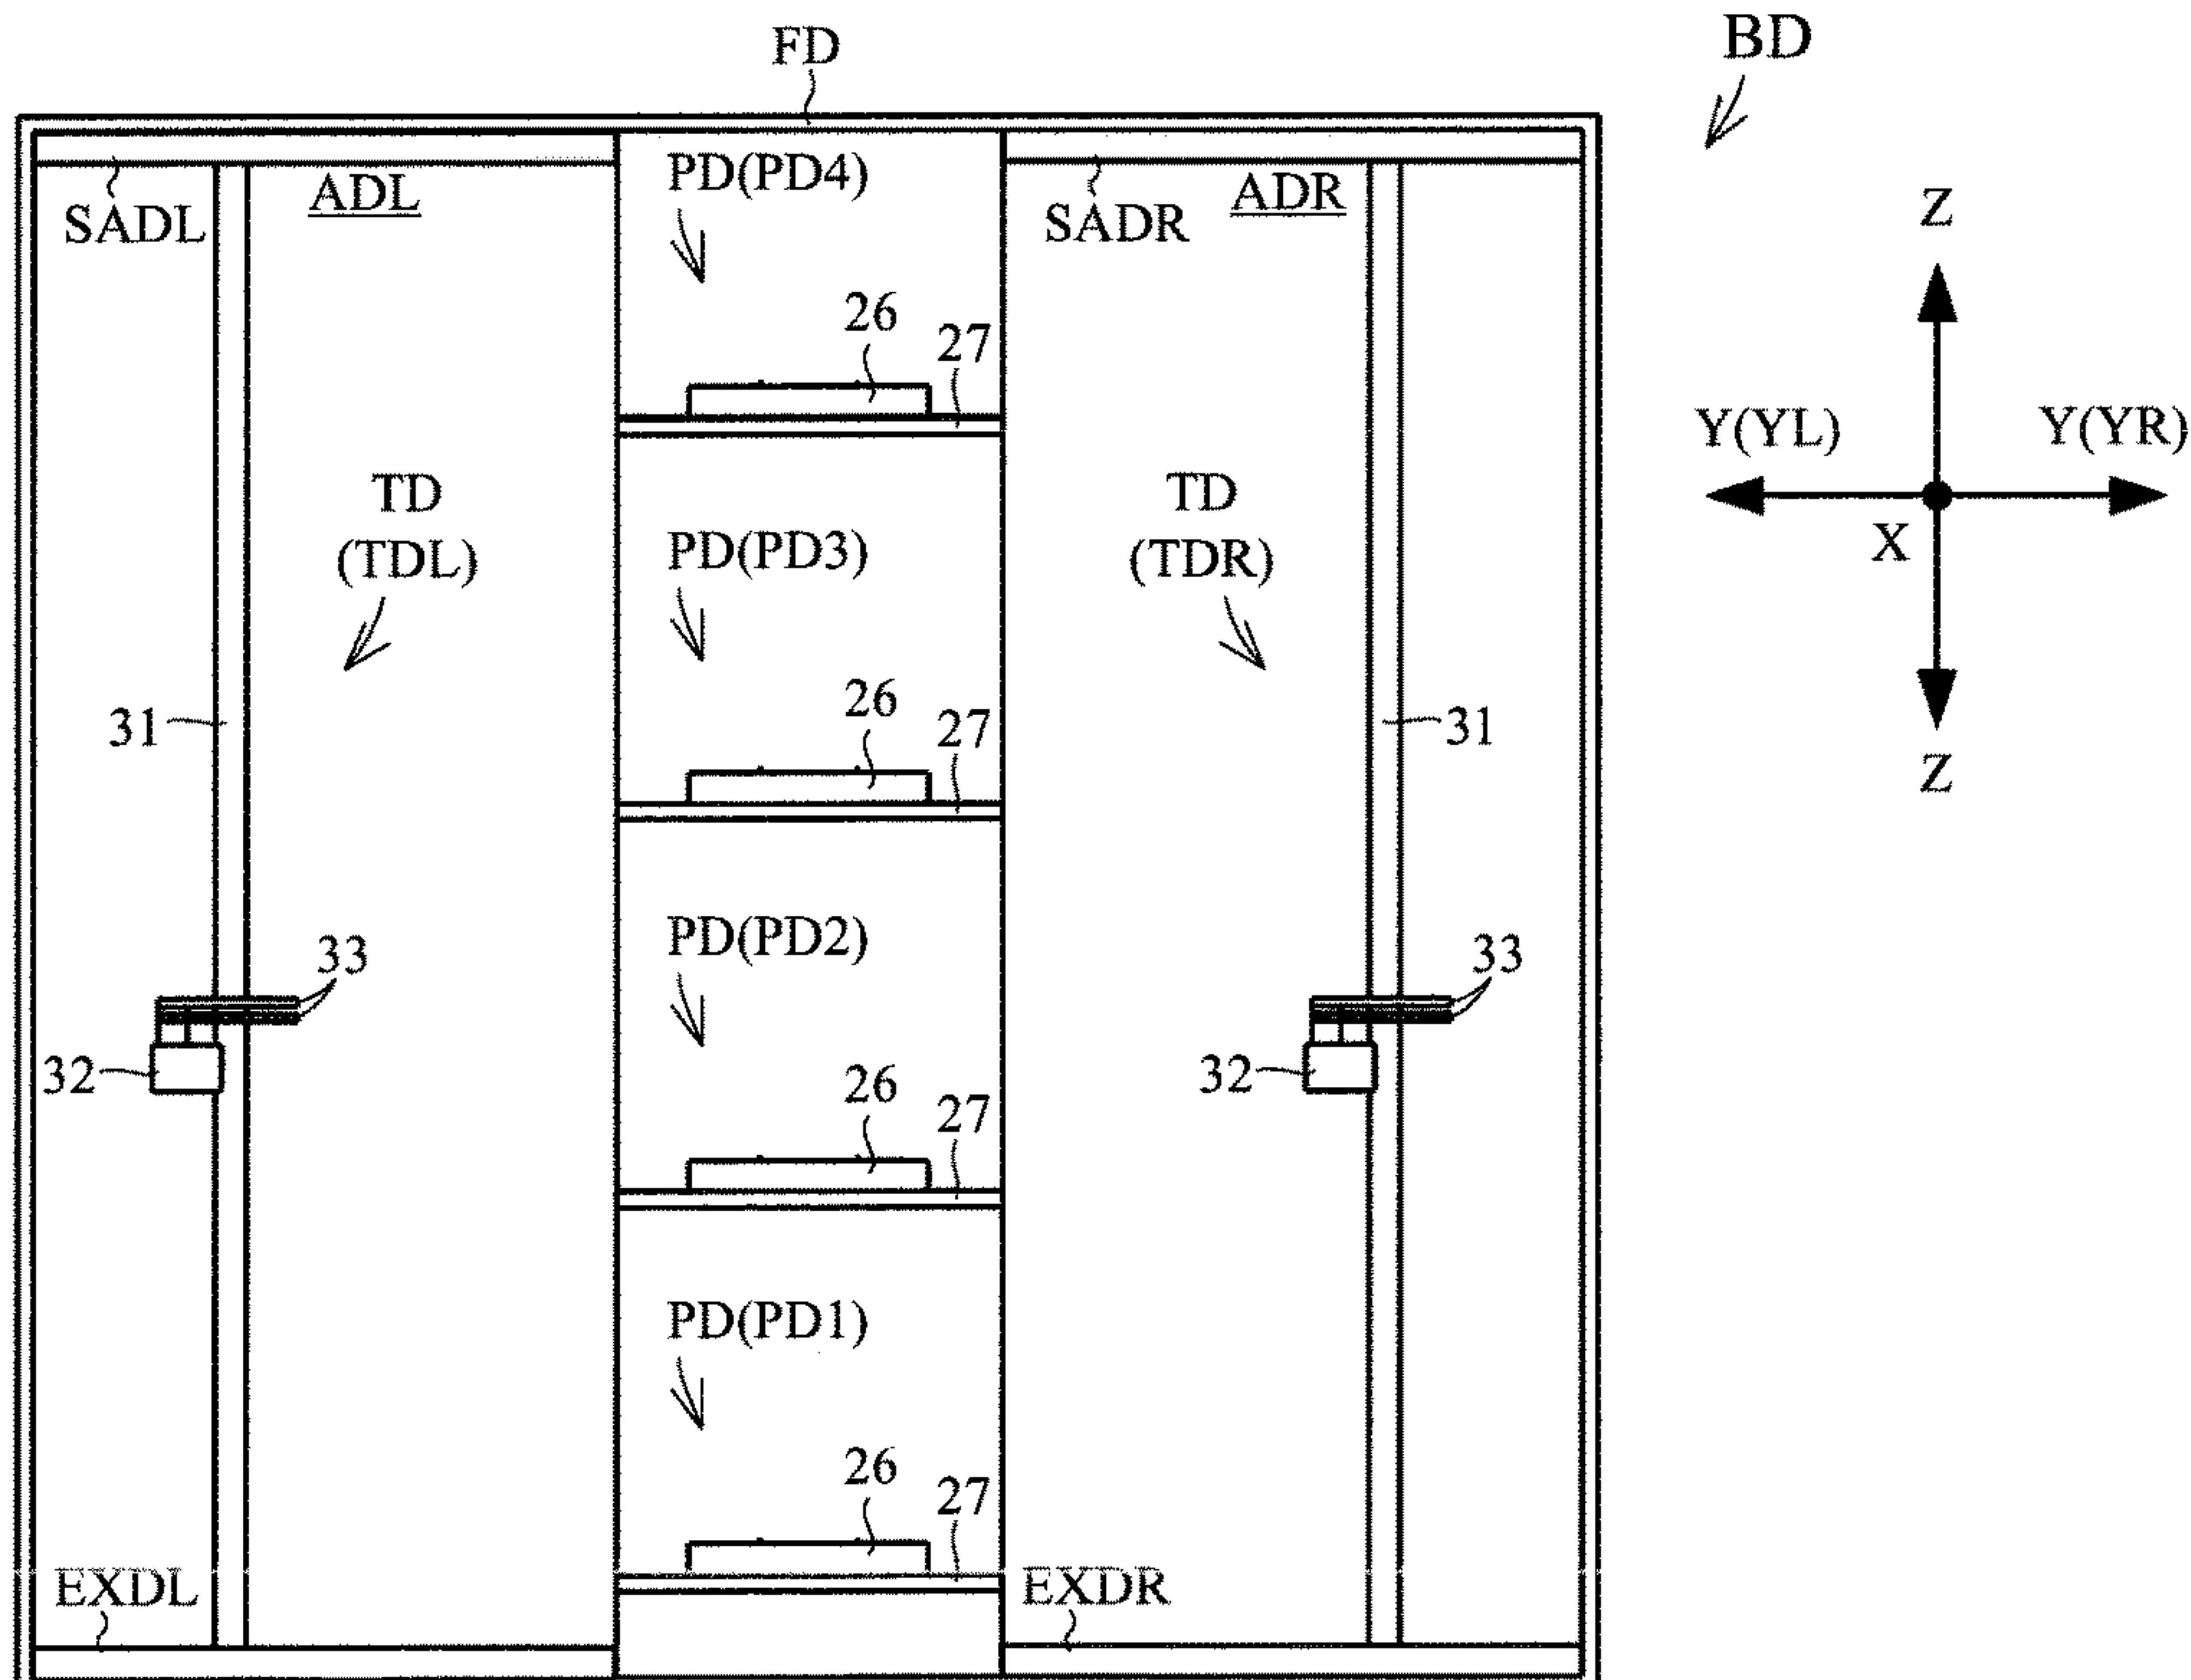 FD
BD
PD(PD4)
ADL
ADR
SADL
SADR
Z
26
27
Y(YL)
Y(YR)
X
Z
TD
(TDL)
PD(PD3)
TD
(TDR)
31
26
27
31
PD(PD2)
33
33
32
32
26
27
PD(PD1)
26
27
EXDL
EXDR